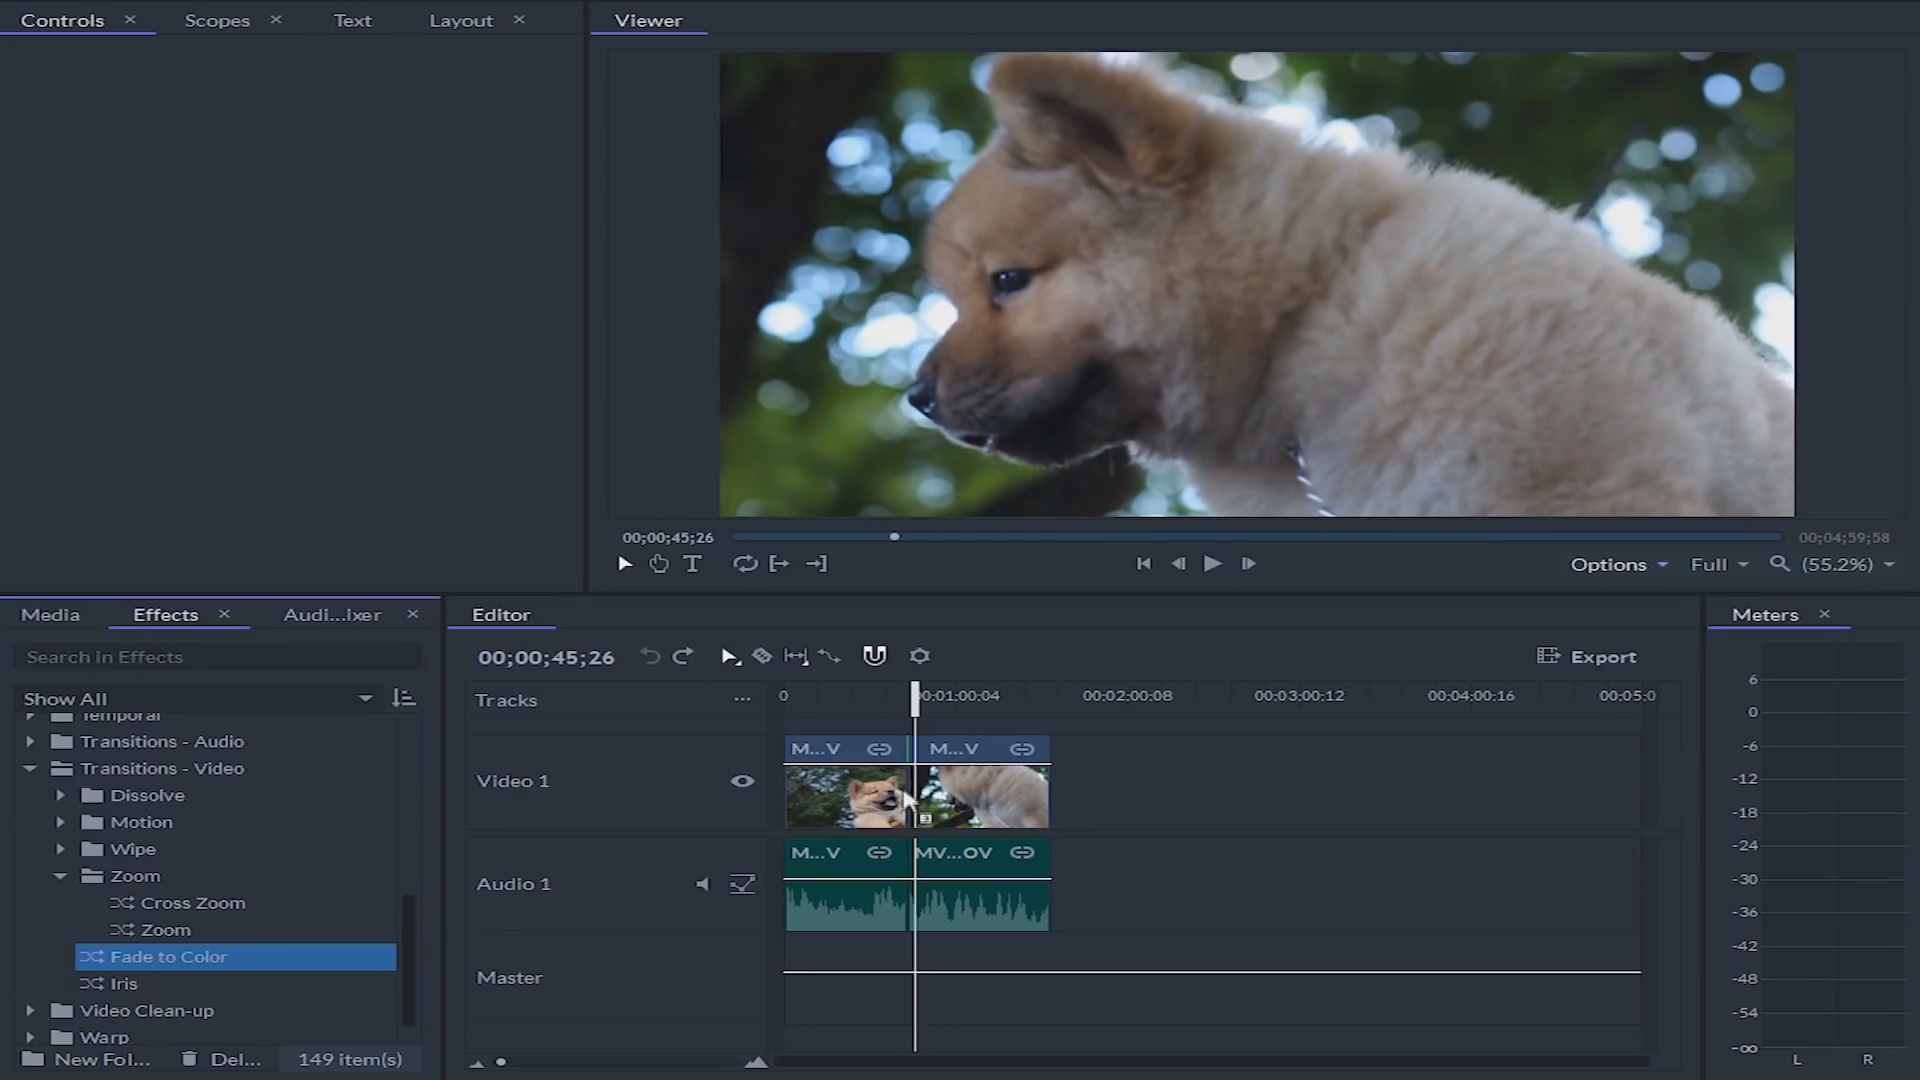 Controls × Scopes × Text Layout ×
Viewer
00;00;45;26
00;04;59;58
Options Full (55.2%)
Media Effects × Audi...ixer ×
Search in Effects
Show All
Temporal
Transitions - Audio
Transitions - Video
Dissolve
Motion
Wipe
Zoom
Cross Zoom
Zoom
Fade to Color
Iris
Video Clean-up
Warp
New Fol... Del... 149 item(s)
Editor
00;00;45;26
Export
Tracks ... 0 00;01;00;04 00;02;00;08 00;03;00;12 00;04;00;16 00;05;0
M...V M...V
Video 1
M...V MV...OV
Audio 1
Master
Meters ×
6
0
-6
-12
-18
-24
-30
-36
-42
-48
-54
-∞
L R